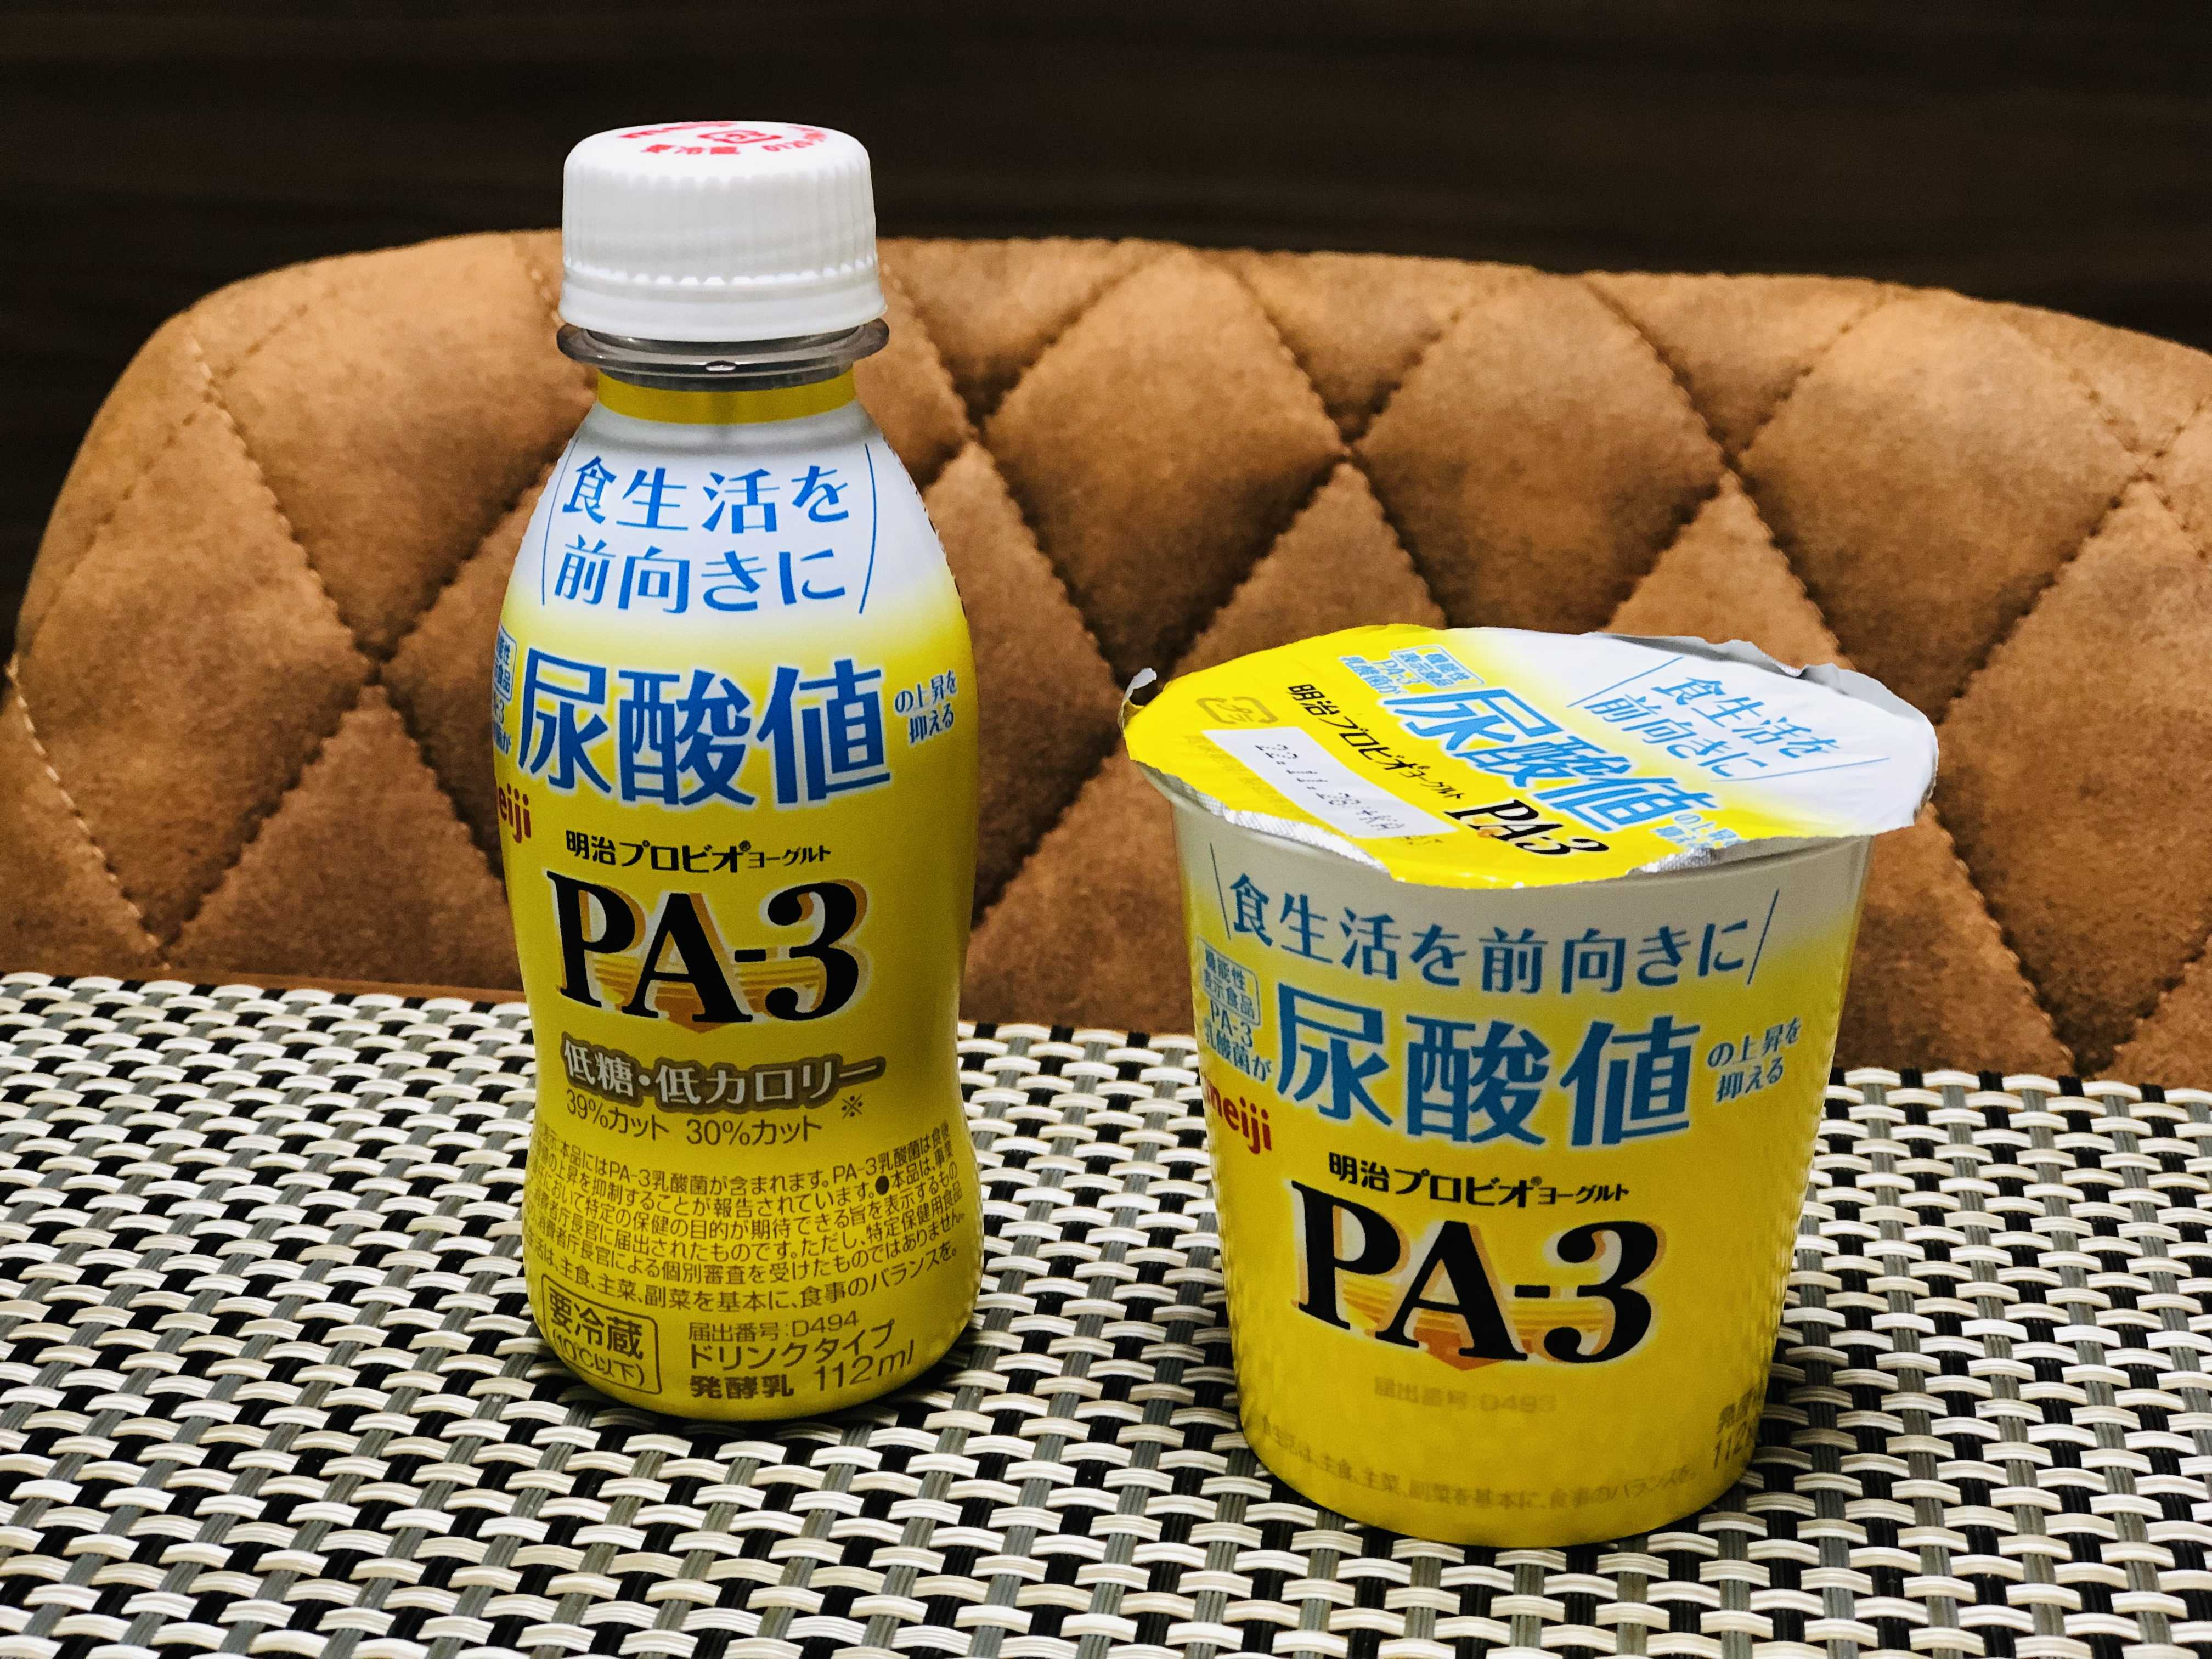 食生活を
前向きに
尿酸値
の上昇を
抑える
明治プロビオ®ヨーグルト
PA-3
低糖・低カロリー
39%カット 30%カット※
本品にはPA-3乳酸菌が含まれます。PA-3乳酸菌は食後
の上昇を抑制することが報告されています。●本品は、事業
において特定の保健の目的が期待できる旨を表示するもの
消費者庁長官に届出されたものです。ただし、特定保健用食品
消費者庁長官による個別審査を受けたものではありません。
は、主食、主菜、副菜を基本に、食事のバランスを。
要冷蔵
(10℃以下)
届出番号:D494
ドリンクタイプ
発酵乳 112ml
食生活を
前向きに
機能性
表示食品
PA-3
乳酸菌が
尿酸値
の上昇
明治プロビオヨーグルト
PA-3
22.11.28
食生活を前向きに
機能性
表示食品
PA-3
乳酸菌が
尿酸値
の上昇を
抑える
meiji
明治プロビオ®ヨーグルト
PA-3
届出番号:D493
は、主食、主菜、副菜を基本に、食事のバランスを。